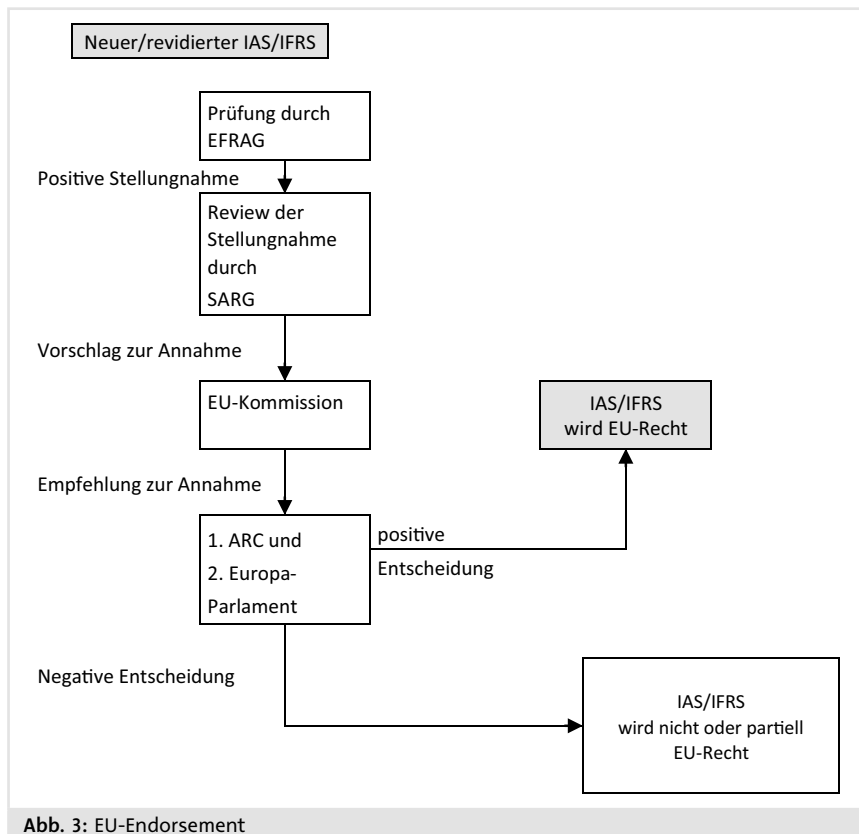 Neuer/revidierter IAS/IFRS
Prüfung durch
EFRAG
Positive Stellungnahme
Review der
Stellungnahme
durch
SARG
Vorschlag zur Annahme
EU-Kommission
IAS/IFRS
wird EU-Recht
Empfehlung zur Annahme
1. ARC und
2. Europa-
Parlament
positive
Entscheidung
Negative Entscheidung
IAS/IFRS
wird nicht oder partiell
EU-Recht
Abb. 3: EU-Endorsement